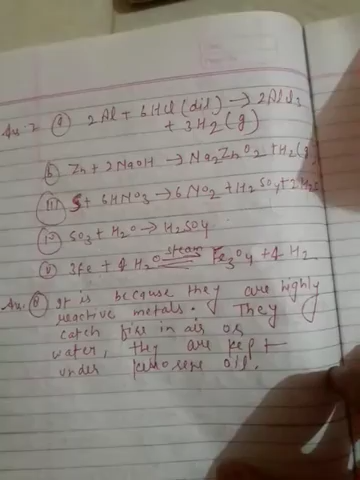 Ans. 7. (i) 2Al + 6HCl (dil) → 2AlCl3
+ 3H2 (g)
(ii) Zn + 2NaOH → Na2ZnO2 + H2 (g)
(iii) S + 6HNO3 → 6NO2 + H2SO4 + 2H2O
(iv) SO3 + H2O → H2SO4
(v) 3Fe + 4H2O steam Fe3O4 + 4H2
Ans. (8) It is because they are highly
reactive metals. They
catch fire in air or
water, they are kept
under kerosene oil.